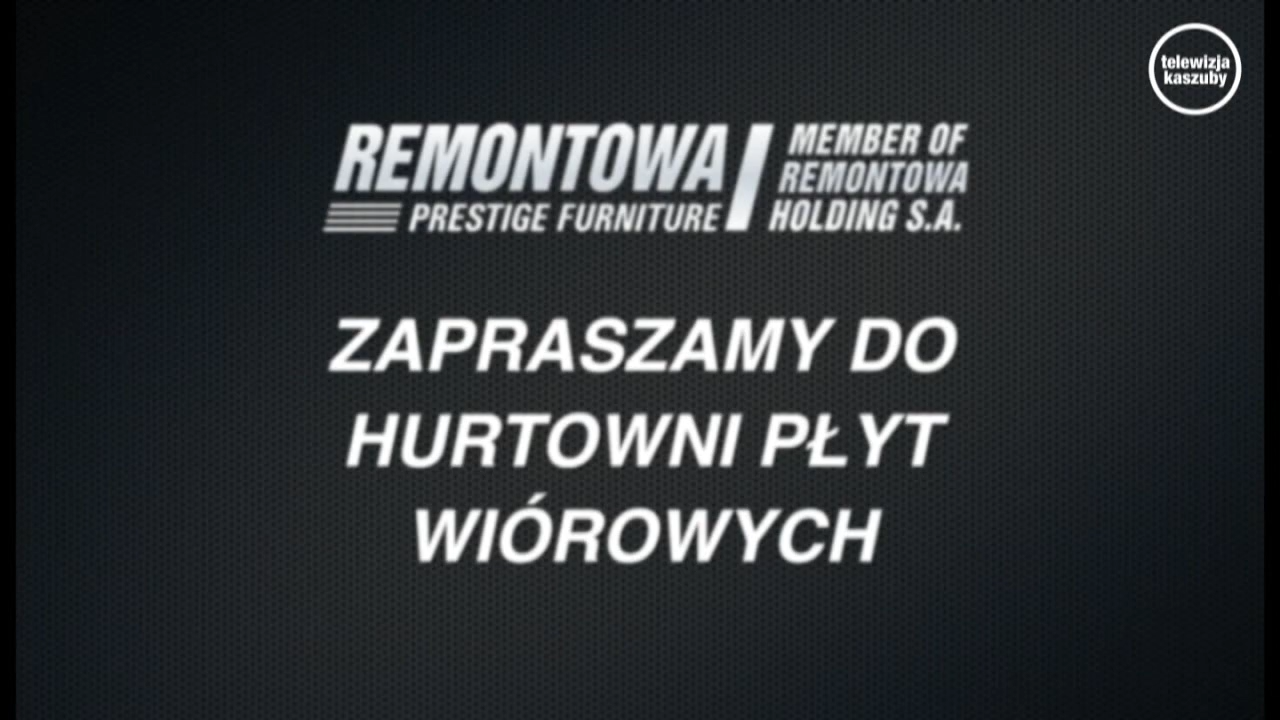 telewizja
kaszuby
REMONTOWA
PRESTIGE FURNITURE
MEMBER OF
REMONTOWA
HOLDING S.A.
ZAPRASZAMY DO
HURTOWNI PŁYT
WIÓROWYCH